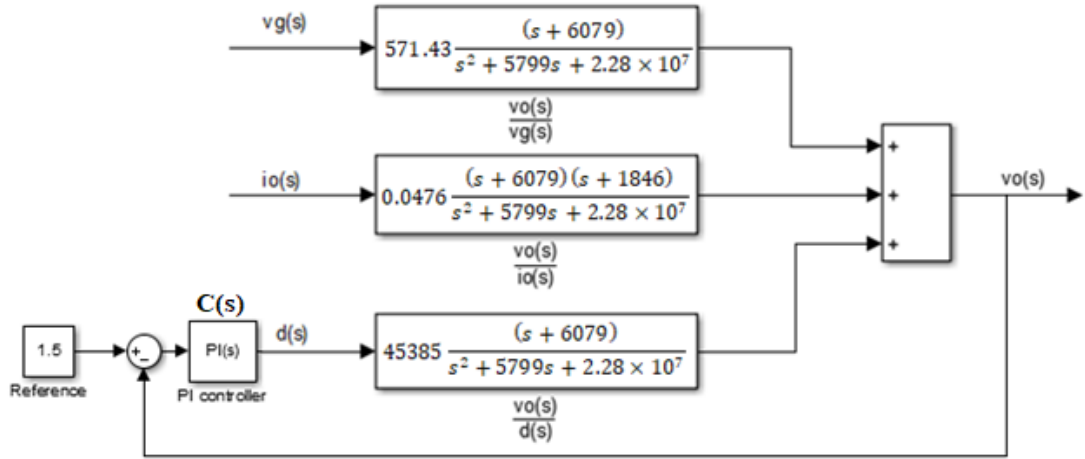 vg(s)
571.43 (s + 6079) / s² + 5799s + 2.28 × 10⁷
vo(s)
vg(s)
io(s)
0.0476 (s + 6079)(s + 1846) / s² + 5799s + 2.28 × 10⁷
vo(s)
io(s)
+
+
+
vo(s)
C(s)
1.5
Reference
+
−
PI(s)
PI controller
d(s)
45385 (s + 6079) / s² + 5799s + 2.28 × 10⁷
vo(s)
d(s)